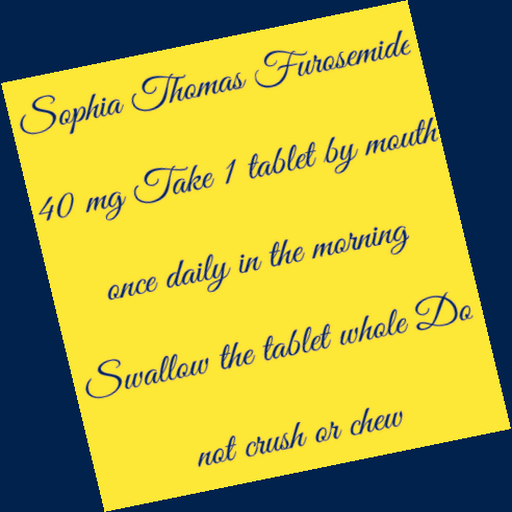 Sophia Thomas Furosemide
40 mg Take 1 tablet by mouth
once daily in the morning
Swallow the tablet whole Do
not crush or chew